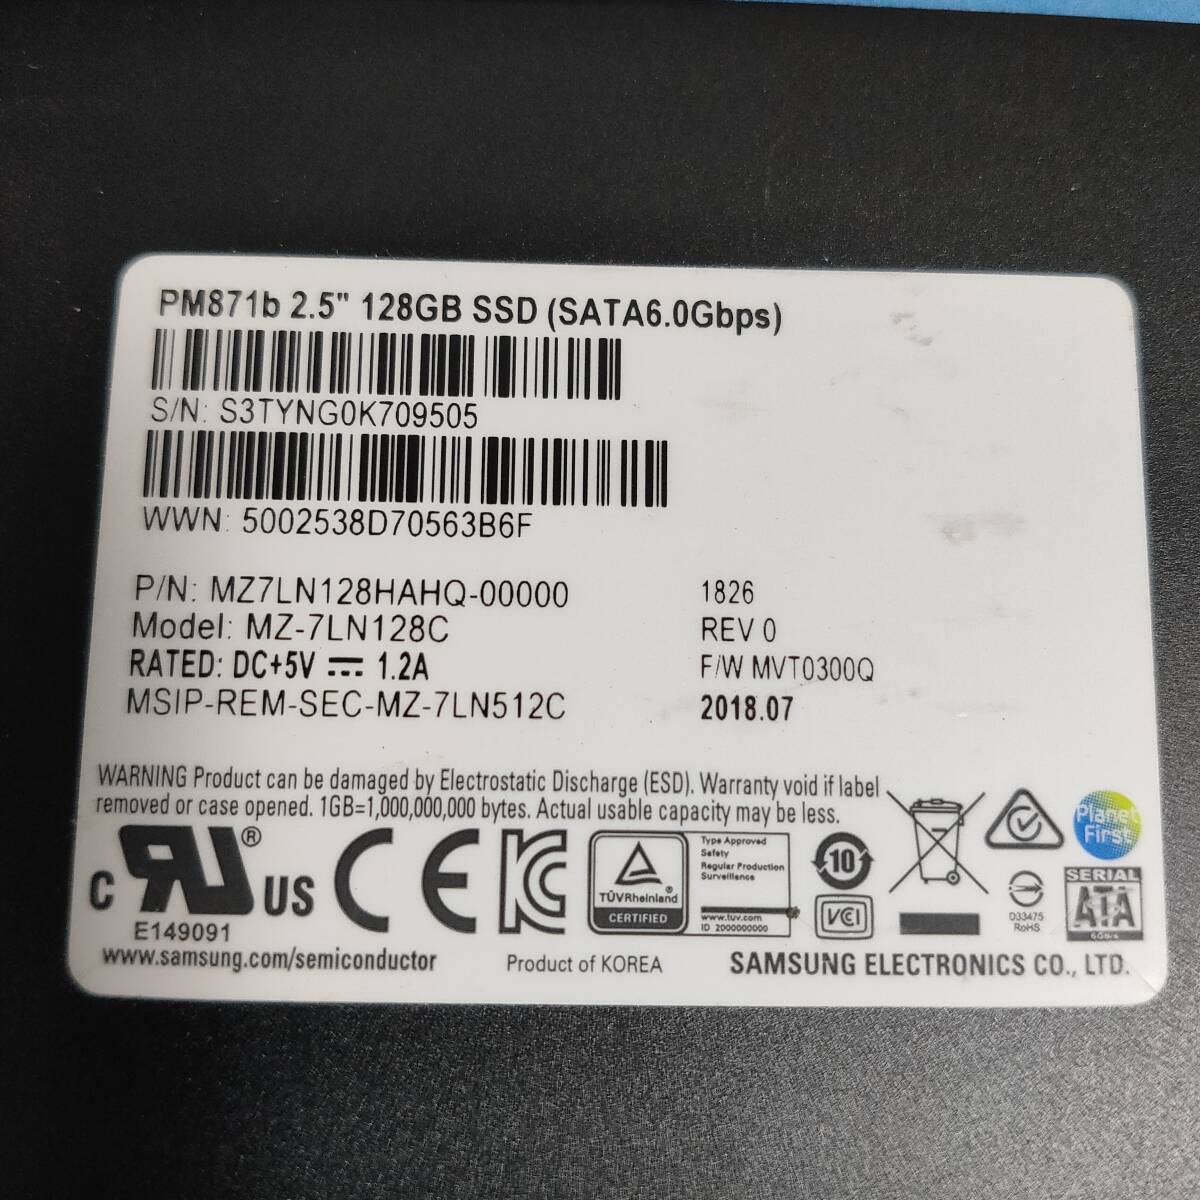 PM871b 2.5" 128GB SSD (SATA6.0Gbps)
S/N: S3TYNG0K709505
WWN: 5002538D70563B6F
P/N: MZ7LN128HAHQ-00000
Model: MZ-7LN128C
RATED: DC+5V ⎓ 1.2A
MSIP-REM-SEC-MZ-7LN512C
1826
REV 0
F/W MVT0300Q
2018.07
WARNING Product can be damaged by Electrostatic Discharge (ESD). Warranty void if label
removed or case opened. 1GB=1,000,000,000 bytes. Actual usable capacity may be less.
C RU ® US
E149091
CE
KC
TÜVRheinland®
CERTIFIED
Type Approved
Safety
Regular Production
Surveillance
www.tuv.com
ID 2000000000
10
VCI
D33475
RoHS
Planet
First
SERIAL
ATA
6Gb/s
www.samsung.com/semiconductor
Product of KOREA
SAMSUNG ELECTRONICS CO., LTD.